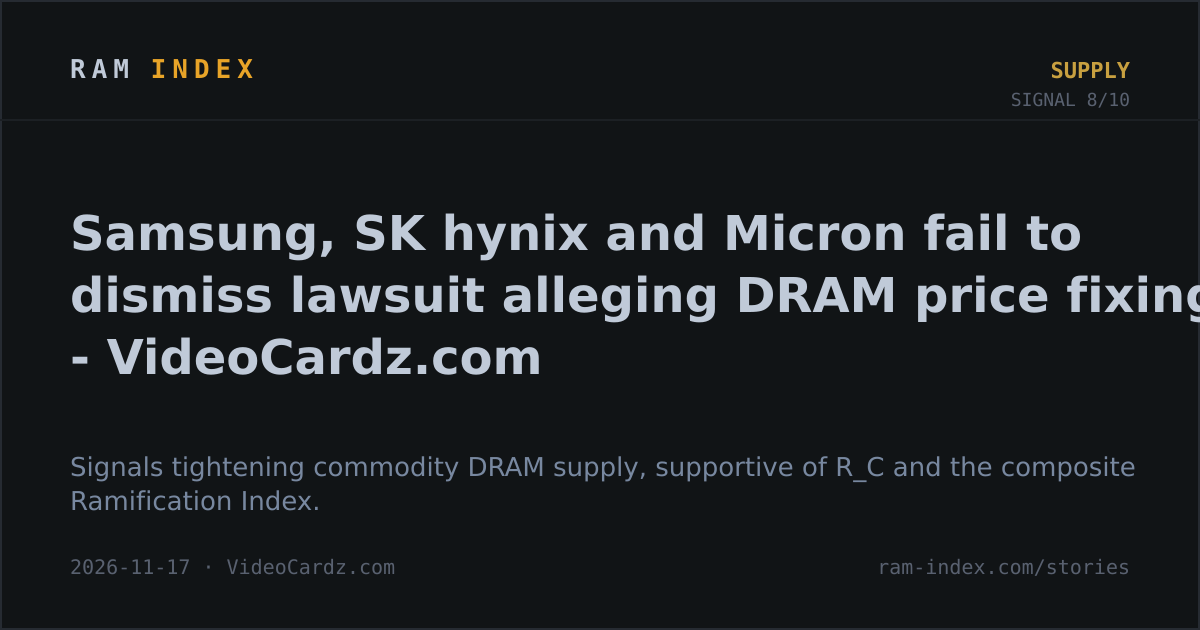 RAM INDEX
SUPPLY
SIGNAL 8/10
Samsung, SK hynix and Micron fail to
dismiss lawsuit alleging DRAM price fixing
- VideoCardz.com
Signals tightening commodity DRAM supply, supportive of R_C and the composite
Ramification Index.
2026-11-17 · VideoCardz.com
ram-index.com/stories